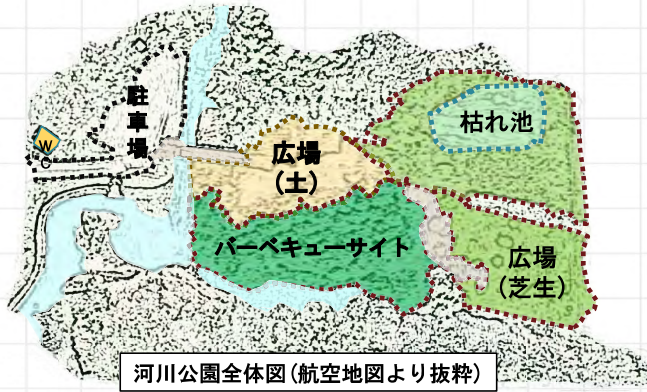 駐車場
WC
広場
(土)
枯れ池
バーベキューサイト
広場
(芝生)
河川公園全体図(航空地図より抜粋)